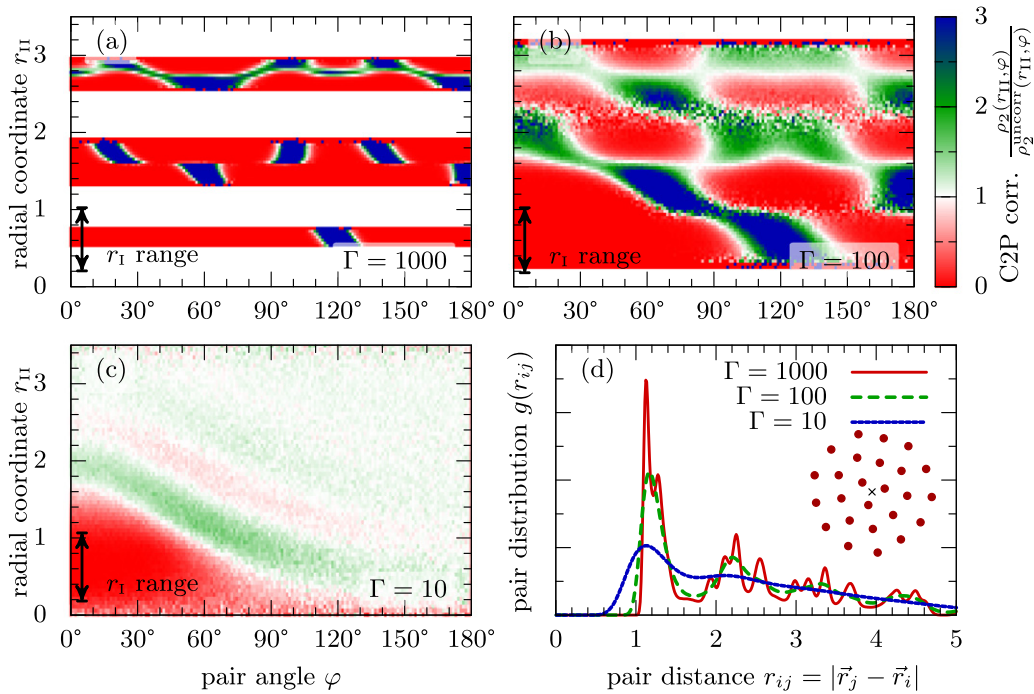 radial coordinate r_II
3
2
1
0
(a)
r_I range
Γ = 1000
0° 30° 60° 90° 120° 150° 180°
(b)
r_I range
Γ = 100
0° 30° 60° 90° 120° 150° 180°
3
2
1
0
C2P corr. ρ_2(r_II,φ) / ρ_2^uncorr(r_II,φ)
radial coordinate r_II
3
2
1
0
(c)
r_I range
Γ = 10
0° 30° 60° 90° 120° 150° 180°
pair angle φ
pair distribution g(r_ij)
(d)
Γ = 1000
Γ = 100
Γ = 10
×
0 1 2 3 4 5
pair distance r_ij = |r⃗_j − r⃗_i|